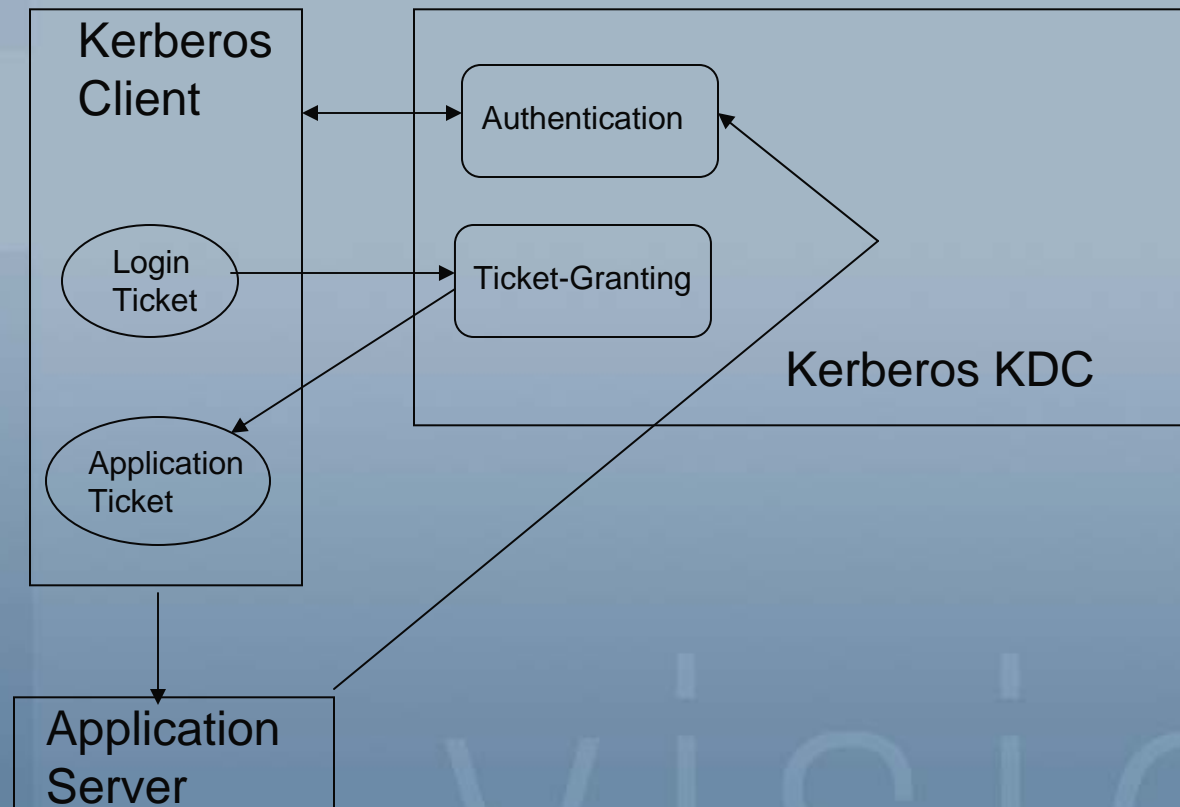 Kerberos
Client
Authentication
Login
Ticket
Ticket-Granting
Kerberos KDC
Application
Ticket
Application
Server